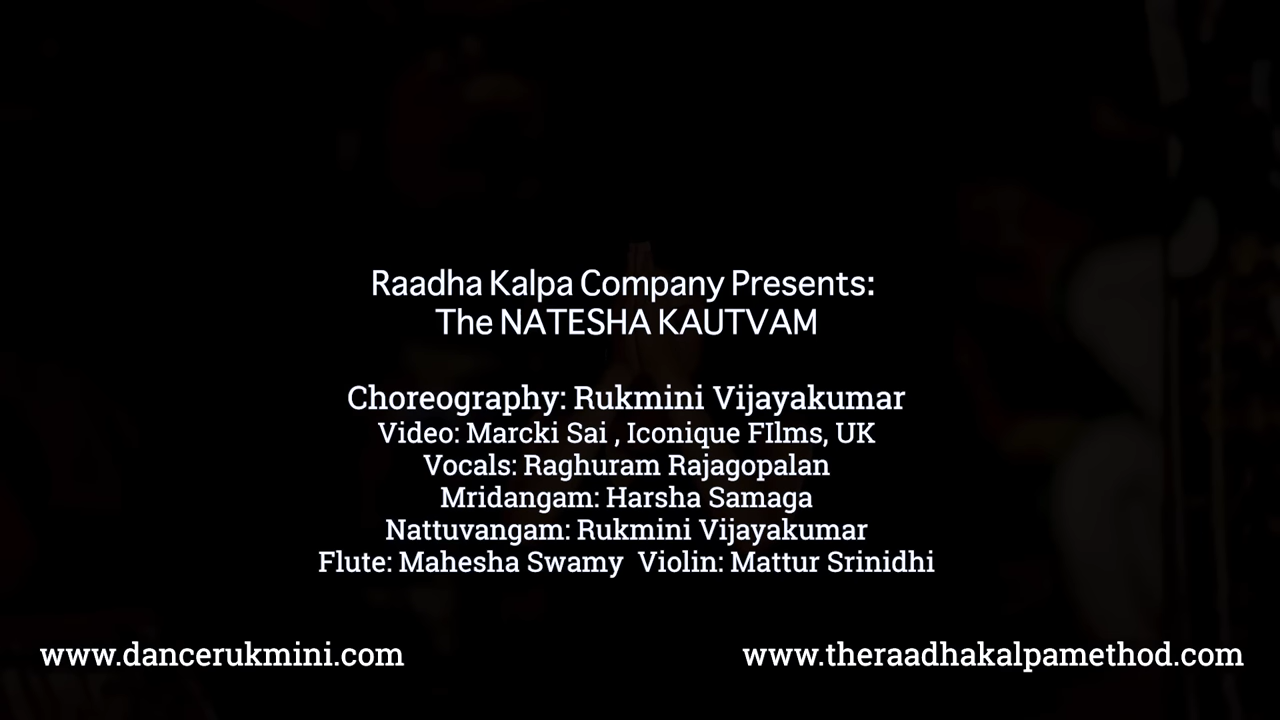 Raadha Kalpa Company Presents:
The NATESHA KAUTVAM
Choreography: Rukmini Vijayakumar
Video: Marcki Sai , Iconique FIlms, UK
Vocals: Raghuram Rajagopalan
Mridangam: Harsha Samaga
Nattuvangam: Rukmini Vijayakumar
Flute: Mahesha Swamy  Violin: Mattur Srinidhi
www.dancerukmini.com
www.theraadhakalpamethod.com